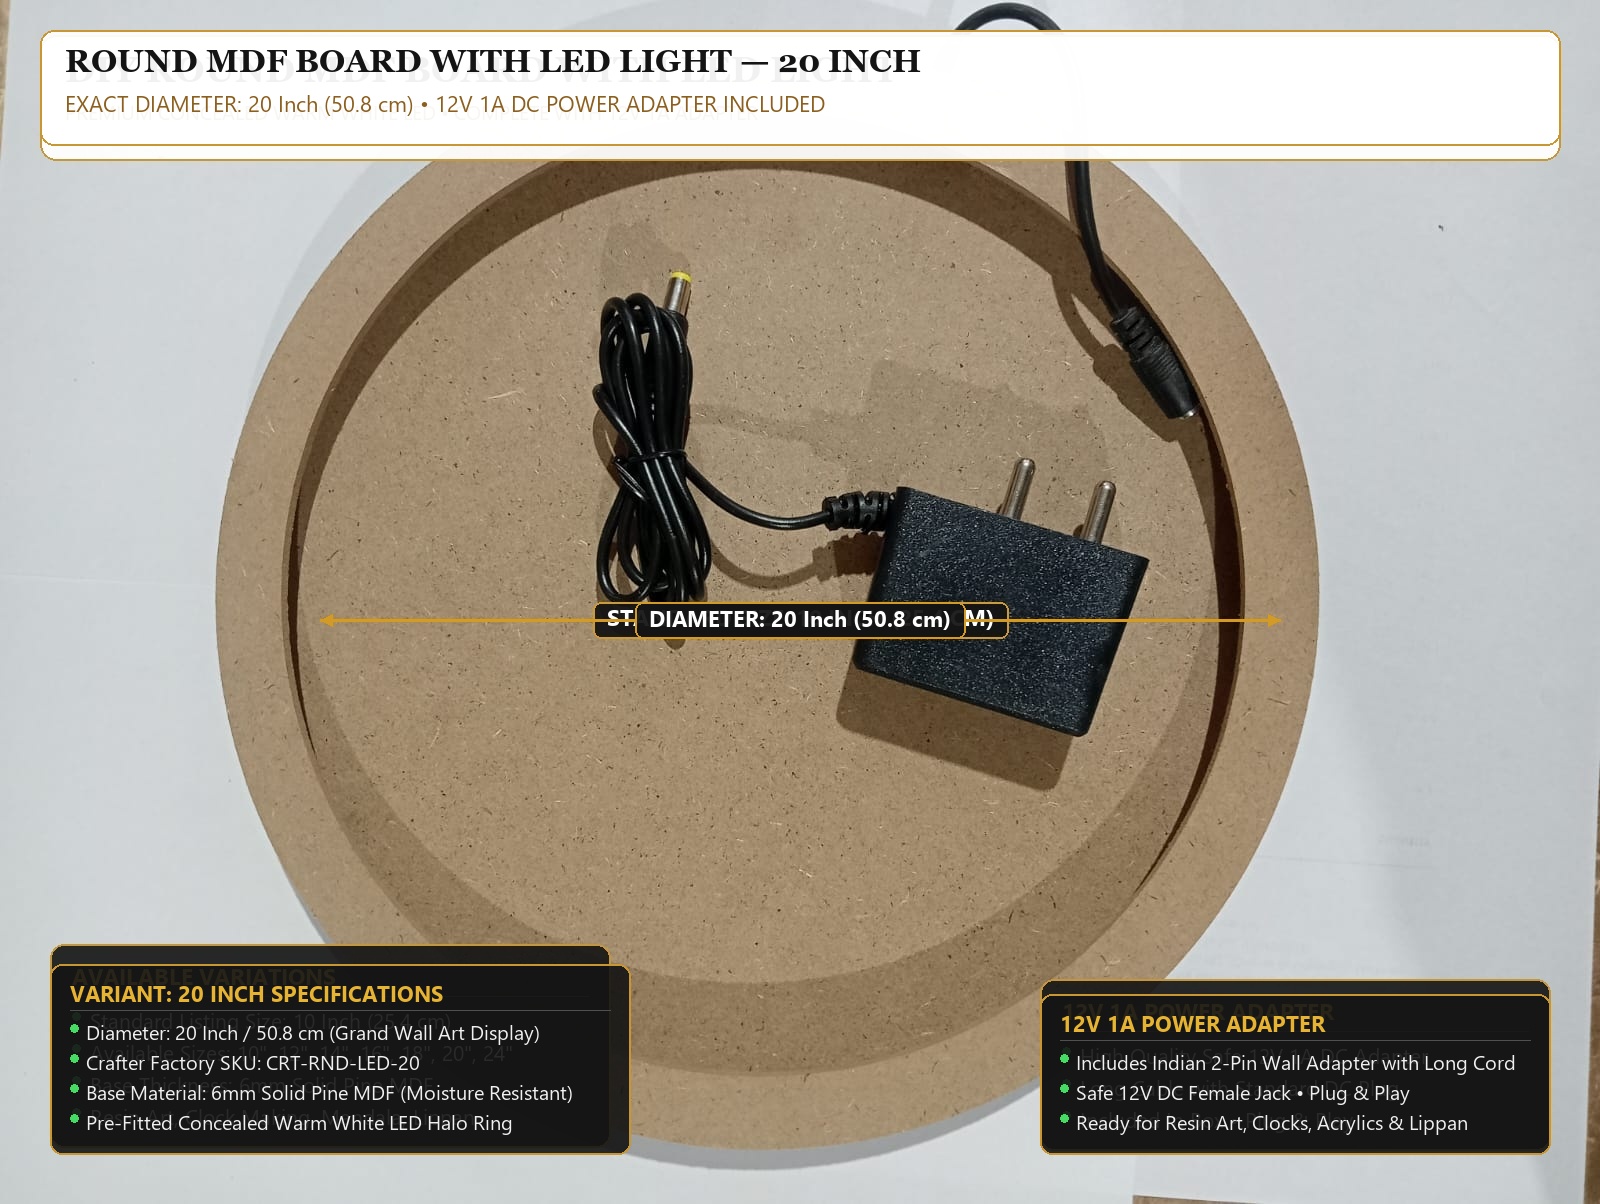 ROUND MDF BOARD WITH LED LIGHT — 20 INCH
EXACT DIAMETER: 20 Inch (50.8 cm) • 12V 1A DC POWER ADAPTER INCLUDED
DIAMETER: 20 Inch (50.8 cm)
AVAILABLE VARIATIONS
VARIANT: 20 INCH SPECIFICATIONS
Diameter: 20 Inch / 50.8 cm (Grand Wall Art Display)
Crafter Factory SKU: CRT-RND-LED-20
Base Material: 6mm Solid Pine MDF (Moisture Resistant)
Pre-Fitted Concealed Warm White LED Halo Ring
12V 1A POWER ADAPTER
Includes Indian 2-Pin Wall Adapter with Long Cord
Safe 12V DC Female Jack • Plug & Play
Ready for Resin Art, Clocks, Acrylics & Lippan